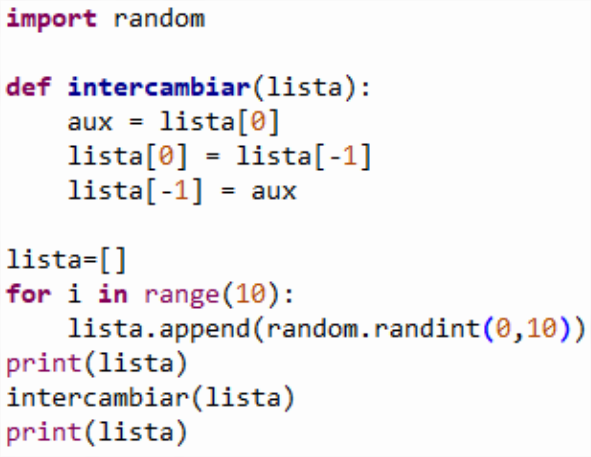 import random
def intercambiar(lista):
    aux = lista[0]
    lista[0] = lista[-1]
    lista[-1] = aux
lista=[]
for i in range(10):
    lista.append(random.randint(0,10))
print(lista)
intercambiar(lista)
print(lista)